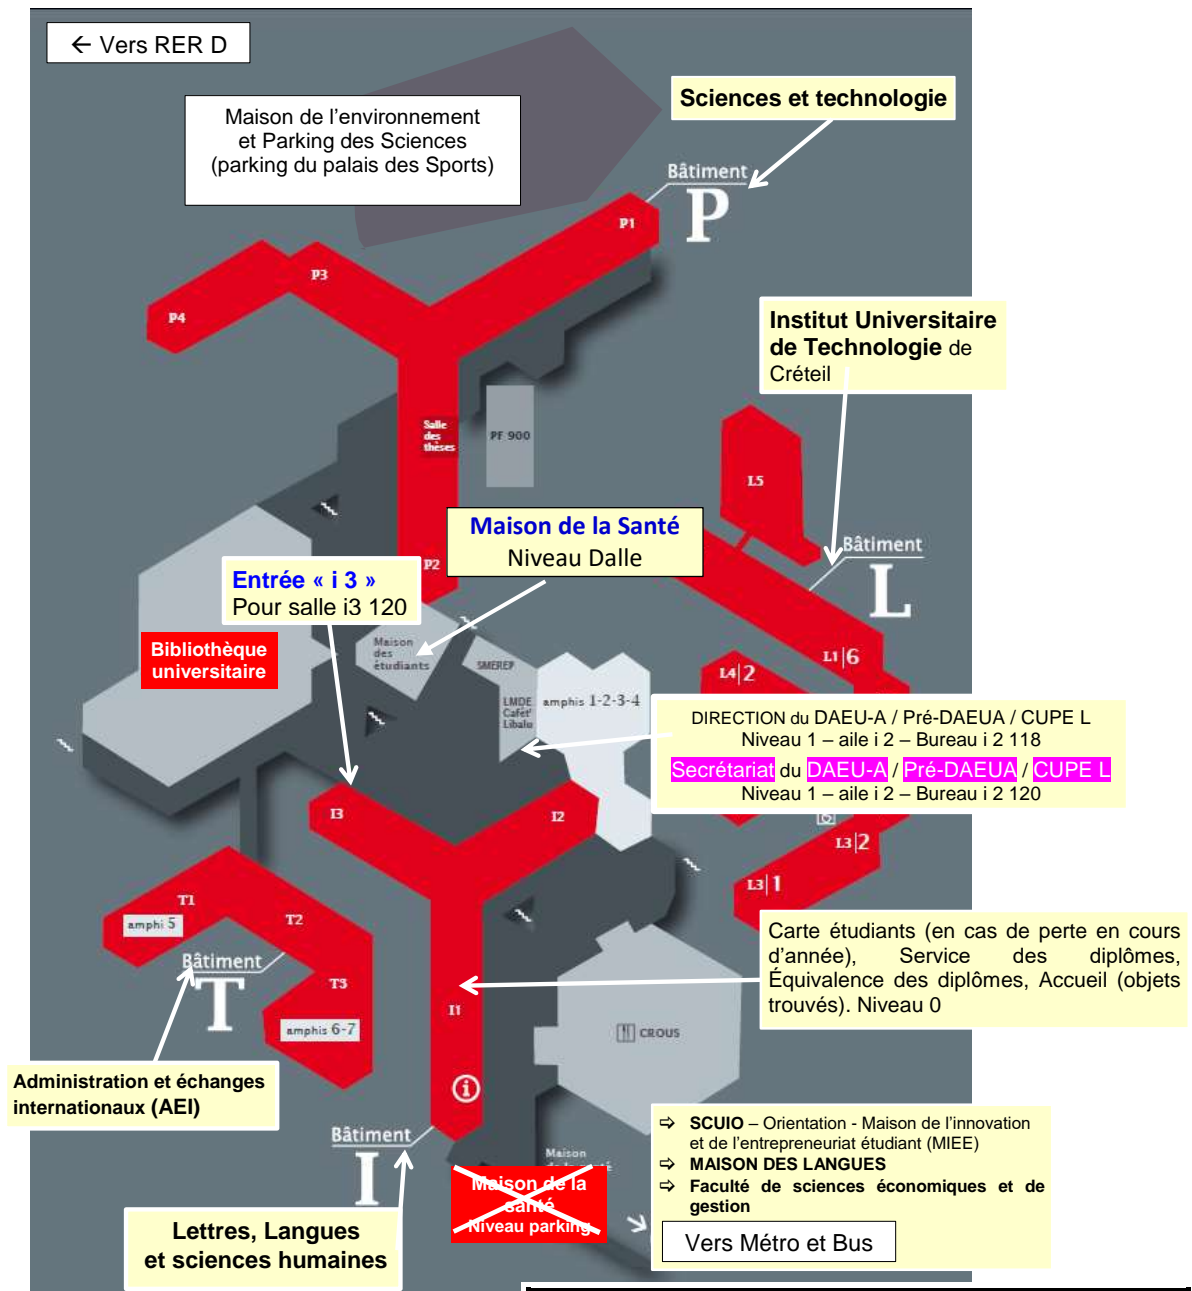 ← Vers RER D
Sciences et technologie
Maison de l'environnement
et Parking des Sciences
(parking du palais des Sports)
Bâtiment
P
P1
P3
P4
Institut Universitaire
de Technologie de
Créteil
Salle
des
thèses
PF 900
L5
Maison de la Santé
Niveau Dalle
Bâtiment
L
P2
Entrée « i 3 »
Pour salle i3 120
Bibliothèque
universitaire
Maison
des
étudiants
SMEREP
L1|6
L4|2
LMDE
Cafét'
Libalu
amphis 1-2-3-4
DIRECTION du DAEU-A / Pré-DAEUA / CUPE L
Niveau 1 – aile i 2 – Bureau i 2 118
Secrétariat du DAEU-A / Pré-DAEUA / CUPE L
Niveau 1 – aile i 2 – Bureau i 2 120
I3
I2
L3|2
L3|1
T1
amphi 5
T2
Bâtiment
T
T3
amphis 6-7
Carte étudiants (en cas de perte en cours
d'année), Service des diplômes,
Équivalence des diplômes, Accueil (objets
trouvés). Niveau 0
I1
CROUS
Administration et échanges
internationaux (AEI)
i
Bâtiment
I
⇨ SCUIO – Orientation - Maison de l'innovation
et de l'entrepreneuriat étudiant (MIEE)
⇨ MAISON DES LANGUES
⇨ Faculté de sciences économiques et de
gestion
Maison
de la santé
Maison de la
santé
Niveau parking
Lettres, Langues
et sciences humaines
Vers Métro et Bus